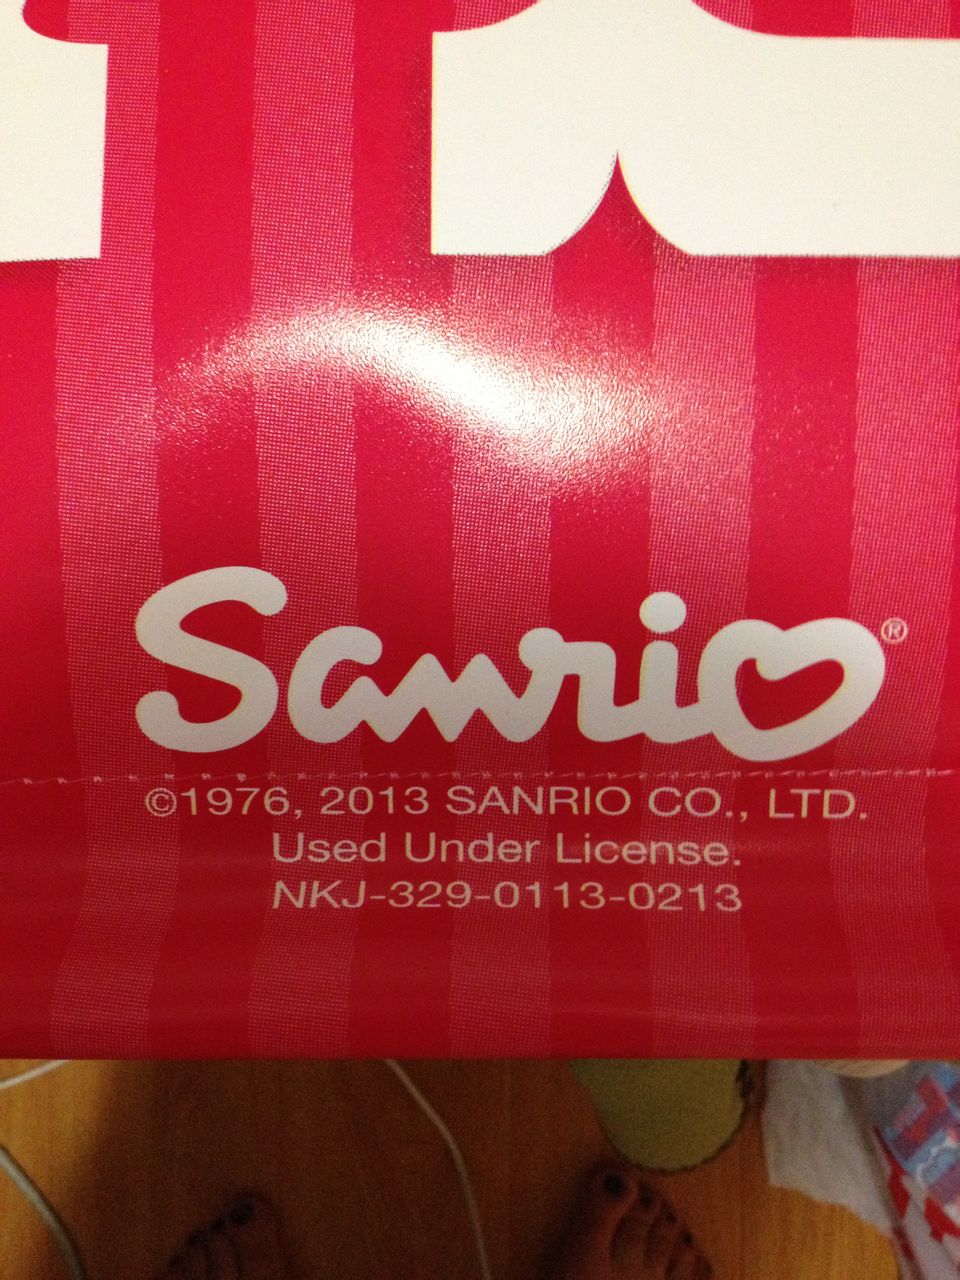 Sanrio®
©1976, 2013 SANRIO CO., LTD.
Used Under License.
NKJ-329-0113-0213